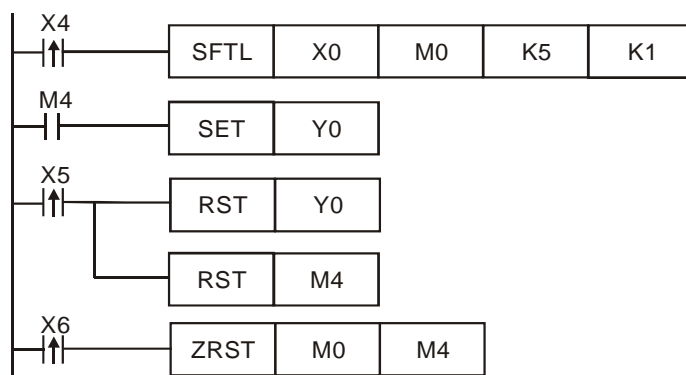 X4
SFTL X0 M0 K5 K1
M4
SET Y0
X5
RST Y0
RST M4
X6
ZRST M0 M4